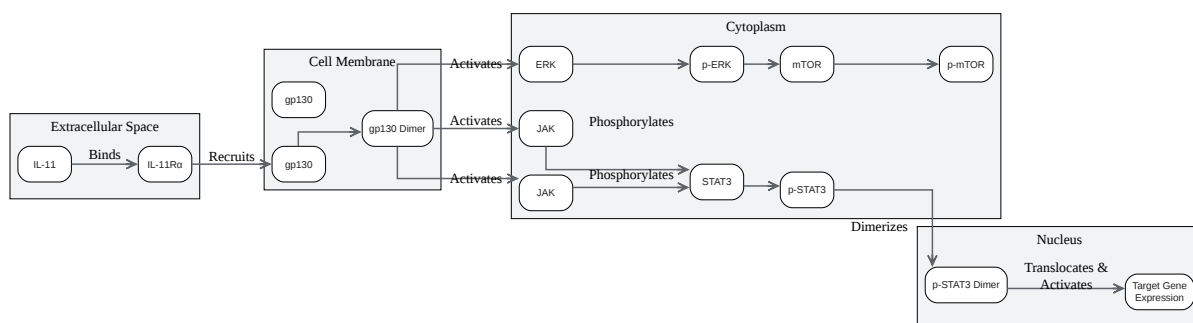 Cytoplasm
Cell Membrane
Activates
ERK
p-ERK
mTOR
p-mTOR
gp130
Extracellular Space
gp130 Dimer
Activates
JAK
Phosphorylates
IL-11
Binds
IL-11Rα
Recruits
gp130
Activates
JAK
Phosphorylates
STAT3
p-STAT3
Dimerizes
Nucleus
p-STAT3 Dimer
Translocates &
Activates
Target Gene
Expression